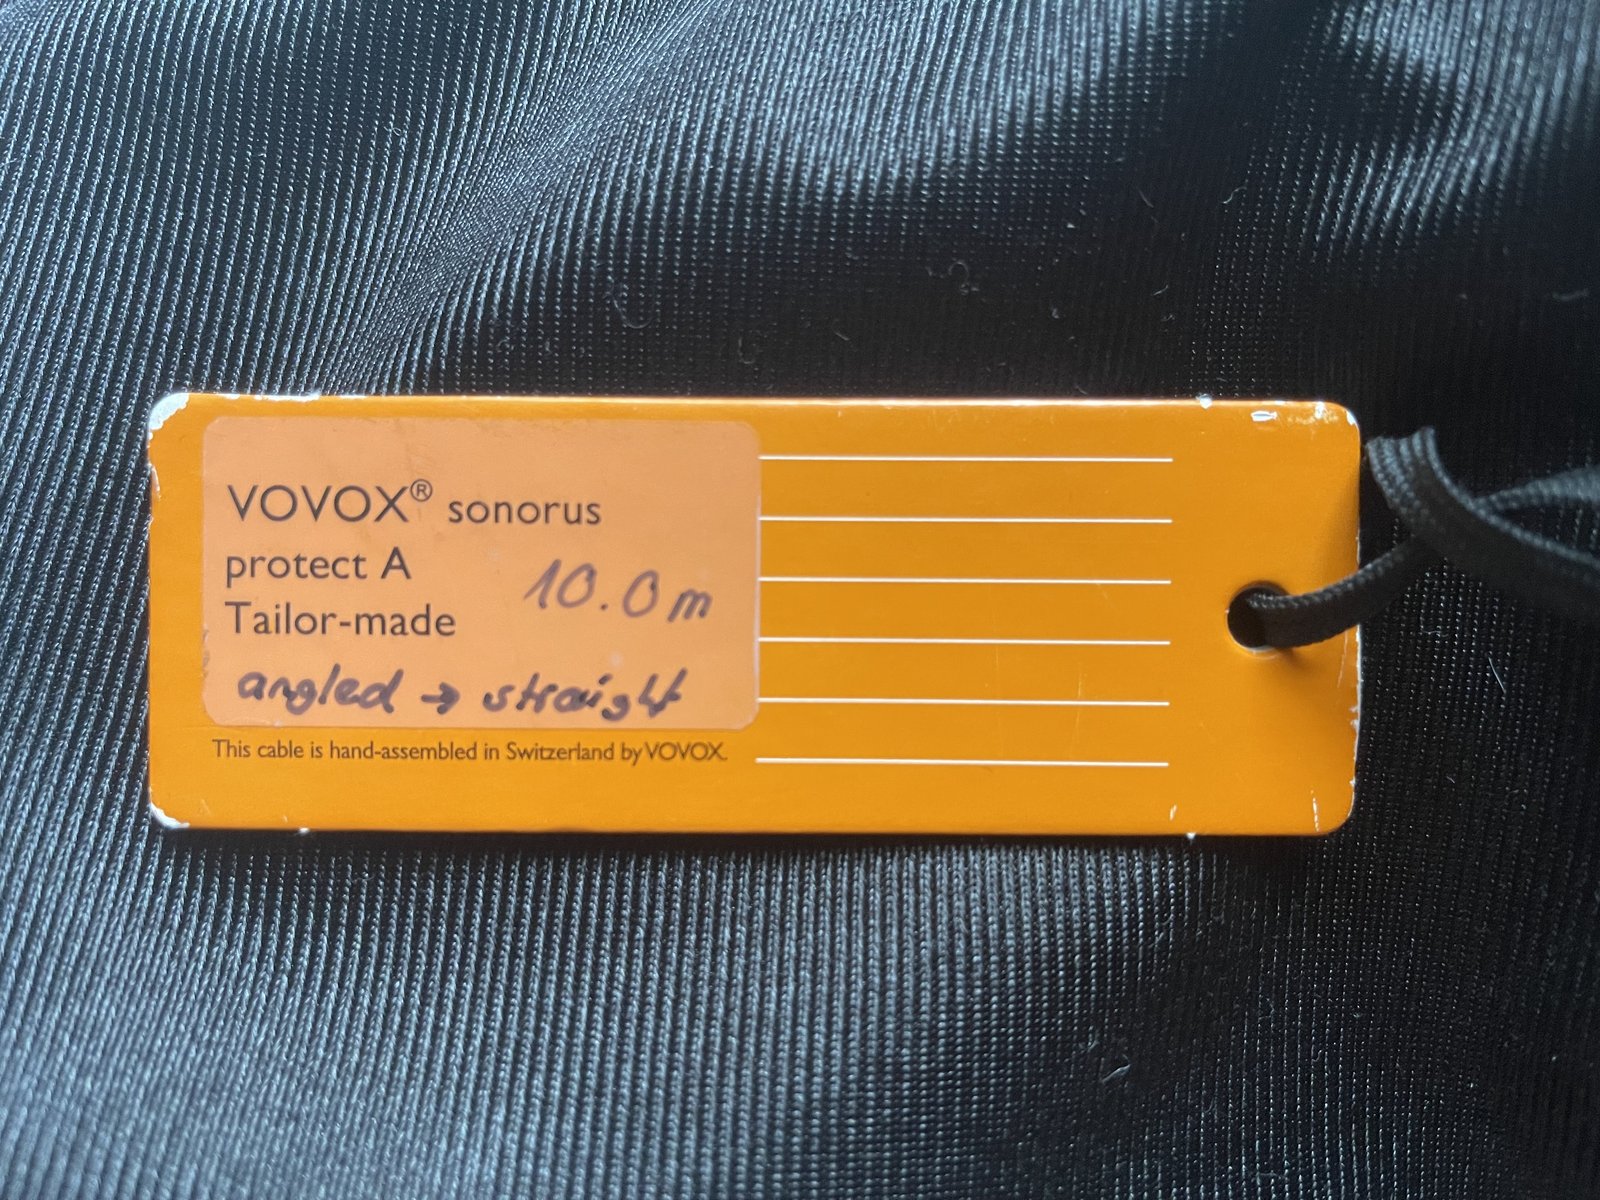 VOVOX® sonorus
protect A 10.0m
Tailor-made
angled → straight
This cable is hand-assembled in Switzerland by VOVOX.